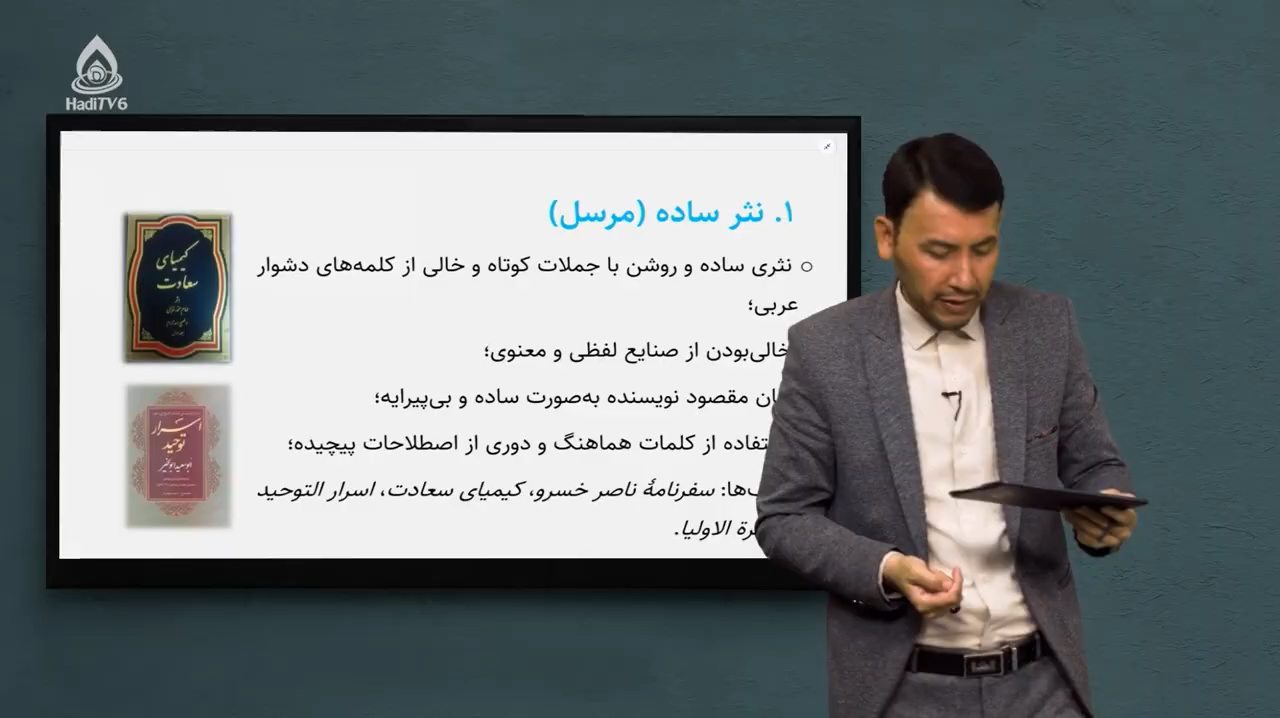 HadiTV6
۱. نثر ساده (مرسل)
نثری ساده و روشن با جملات کوتاه و خالی از کلمه‌های دشوار
عربی؛
خالی‌بودن از صنایع لفظی و معنوی؛
مقصود نویسنده به‌صورت ساده و بی‌پیرایه؛
از کلمات هماهنگ و دوری از اصطلاحات پیچیده؛
سفرنامهٔ ناصر خسرو، کیمیای سعادت، اسرار التوحید
الاولیا.
کیمیای
سعادت
اسرار
توحید
ابوسعید ابوالخیر